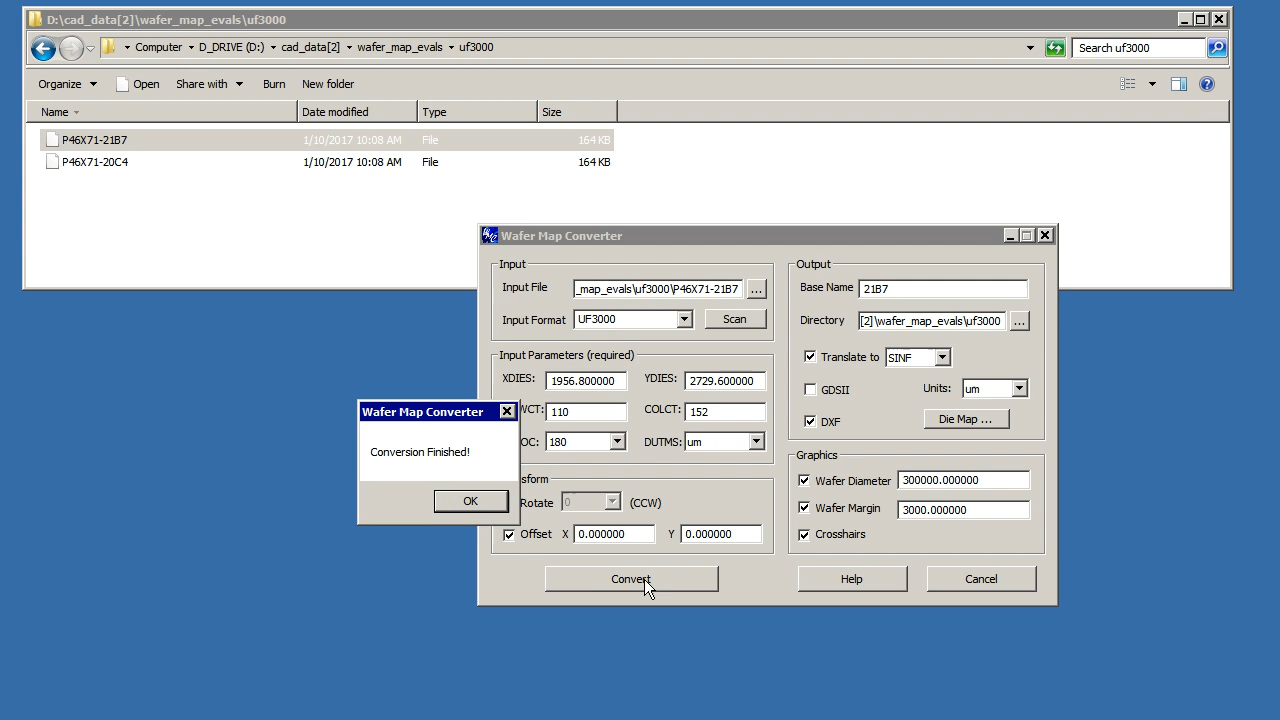 D:\cad_data[2]\wafer_map_evals\uf3000
Computer D_DRIVE (D:) cad_data[2] wafer_map_evals uf3000
Search uf3000
Organize Open Share with Burn New folder
Name Date modified Type Size
P46X71-21B7 1/10/2017 10:08 AM File 164 KB
P46X71-20C4 1/10/2017 10:08 AM File 164 KB
Wafer Map Converter
Input
Input File _map_evals\uf3000\P46X71-21B7 ...
Input Format UF3000 Scan
Input Parameters (required)
XDIES: 1956.800000 YDIES: 2729.600000
WCT: 110 COLCT: 152
OC: 180 DUTMS: um
sform
Rotate 0 (CCW)
Offset X 0.000000 Y 0.000000
Convert
Output
Base Name 21B7
Directory [2]\wafer_map_evals\uf3000 ...
Translate to SINF
GDSII Units: um
DXF Die Map ...
Graphics
Wafer Diameter 300000.000000
Wafer Margin 3000.000000
Crosshairs
Help Cancel
Wafer Map Converter
Conversion Finished!
OK